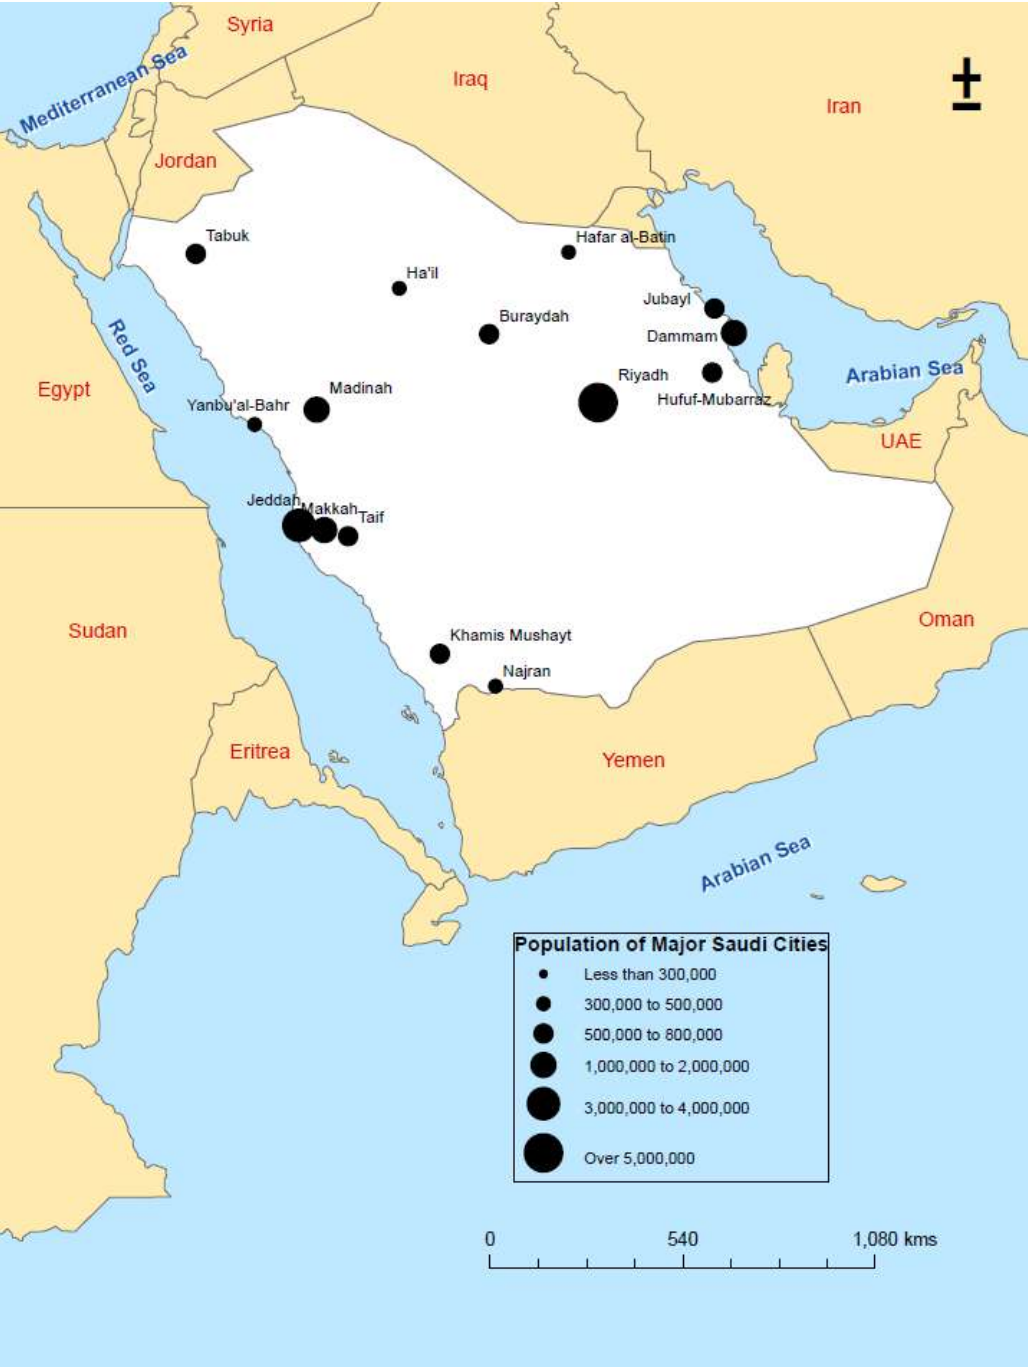 Syria
Mediterranean Sea
Iraq
Iran
Jordan
Tabuk
Hafar al-Batin
Ha'il
Jubayl
Buraydah
Dammam
Red Sea
Arabian Sea
Riyadh
Egypt
Madinah
Hufuf-Mubarraz
Yanbu'al-Bahr
UAE
Jeddah
Makkah
Taif
Sudan
Oman
Khamis Mushayt
Najran
Eritrea
Yemen
Arabian Sea
Population of Major Saudi Cities
Less than 300,000
300,000 to 500,000
500,000 to 800,000
1,000,000 to 2,000,000
3,000,000 to 4,000,000
Over 5,000,000
0 540 1,080 kms